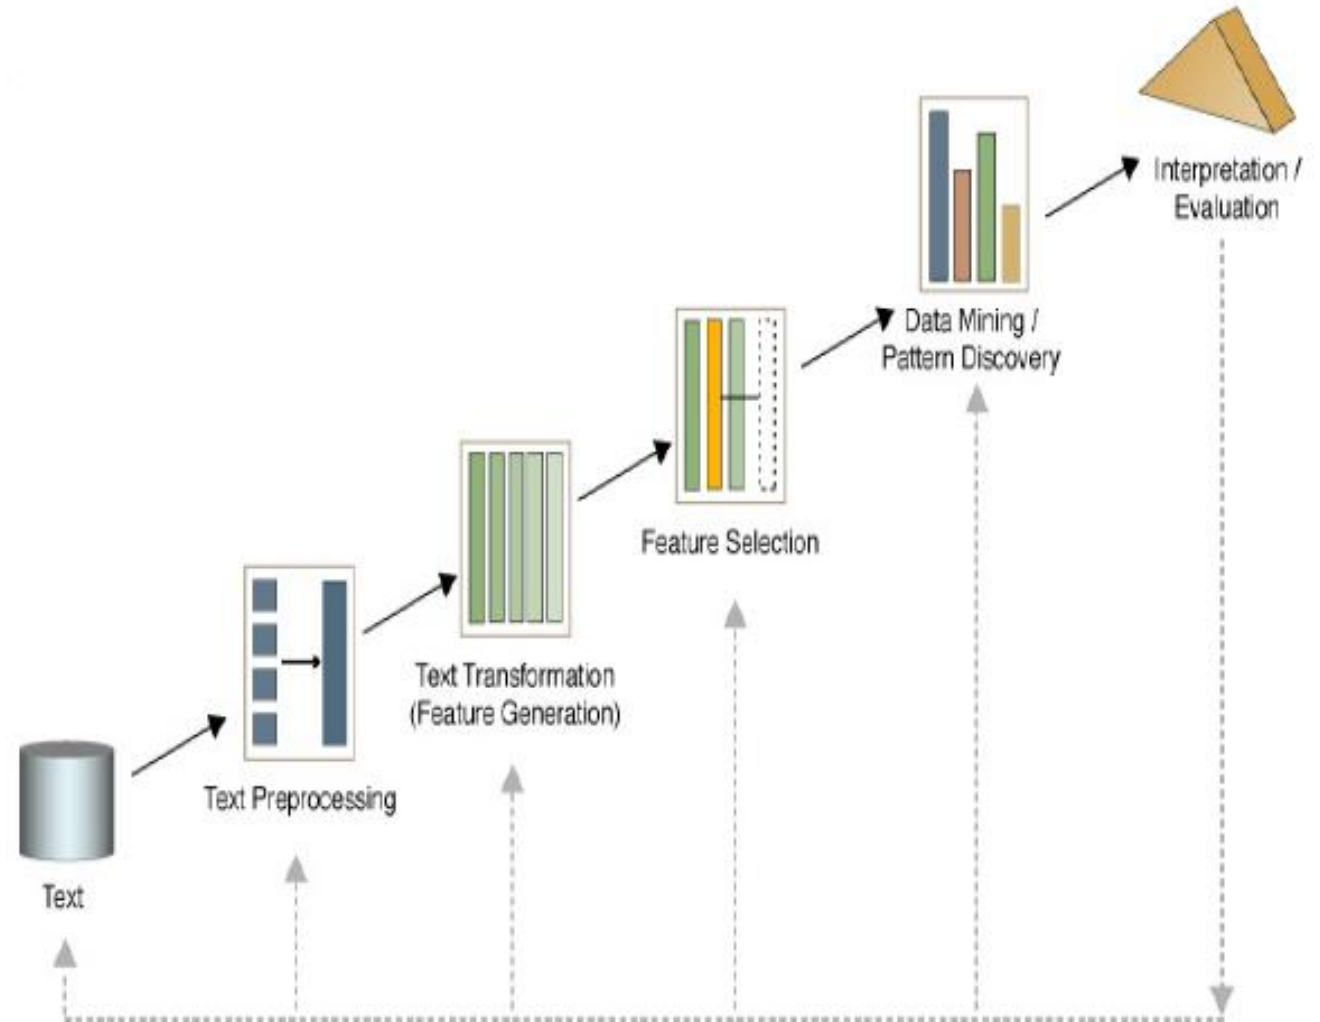 Interpretation /
Evaluation
Data Mining /
Pattern Discovery
Feature Selection
Text Transformation
(Feature Generation)
Text Preprocessing
Text